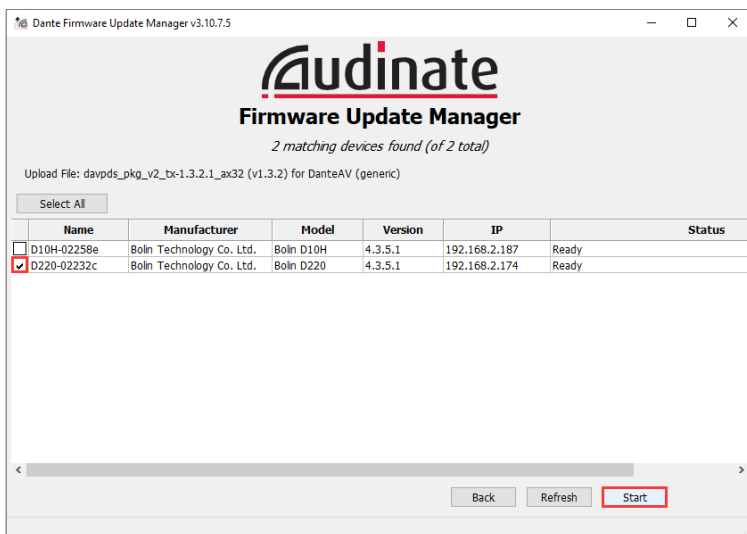 Dante Firmware Update Manager v3.10.7.5
Audinate
Firmware Update Manager
2 matching devices found (of 2 total)
Upload File: davpds_pkg_v2_tx-1.3.2.1_ax32 (v1.3.2) for DanteAV (generic)
Select All
Name Manufacturer Model Version IP Status
D10H-02258e Bolin Technology Co. Ltd. Bolin D10H 4.3.5.1 192.168.2.187 Ready
D220-02232c Bolin Technology Co. Ltd. Bolin D220 4.3.5.1 192.168.2.174 Ready
Back Refresh Start